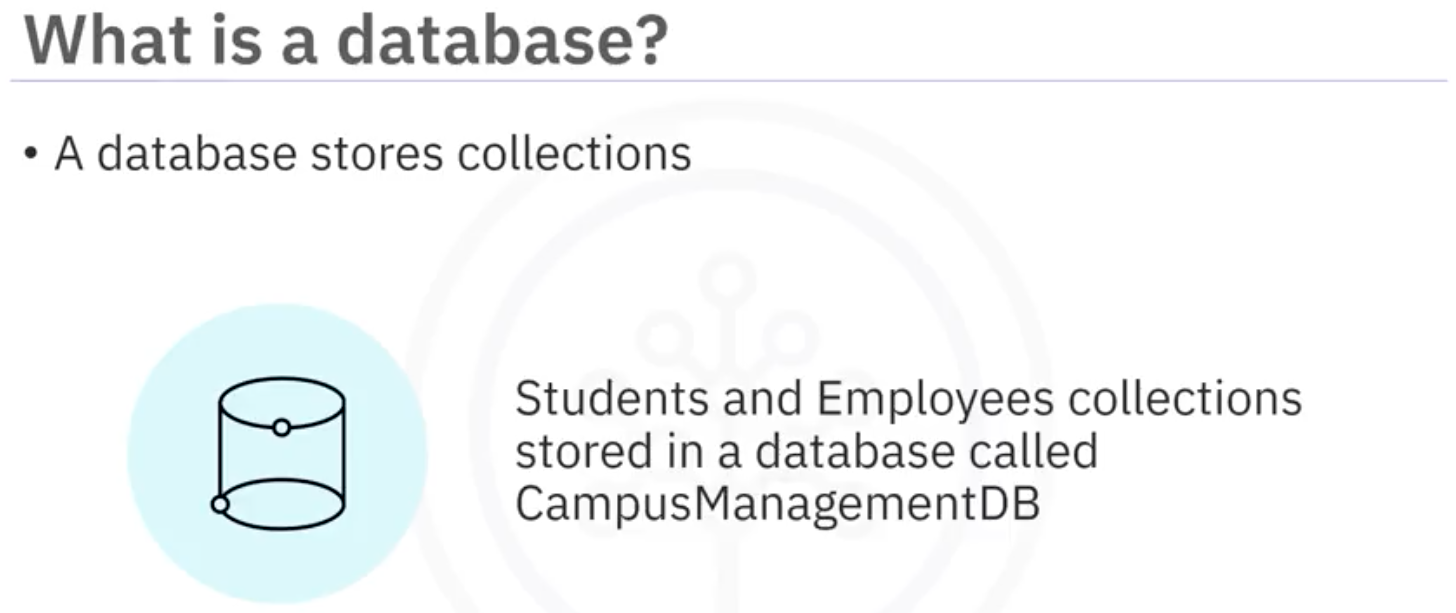 What is a database?
• A database stores collections
Students and Employees collections
stored in a database called
CampusManagementDB